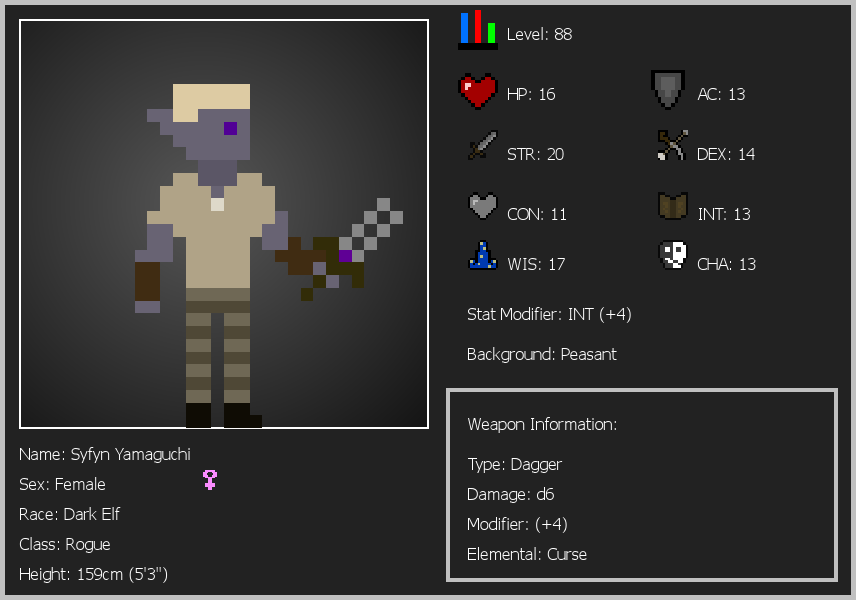 Level: 88
HP: 16
AC: 13
STR: 20
DEX: 14
CON: 11
INT: 13
WIS: 17
CHA: 13
Stat Modifier: INT (+4)
Background: Peasant
Weapon Information:
Type: Dagger
Damage: d6
Modifier: (+4)
Elemental: Curse
Name: Syfyn Yamaguchi
Sex: Female
Race: Dark Elf
Class: Rogue
Height: 159cm (5'3")